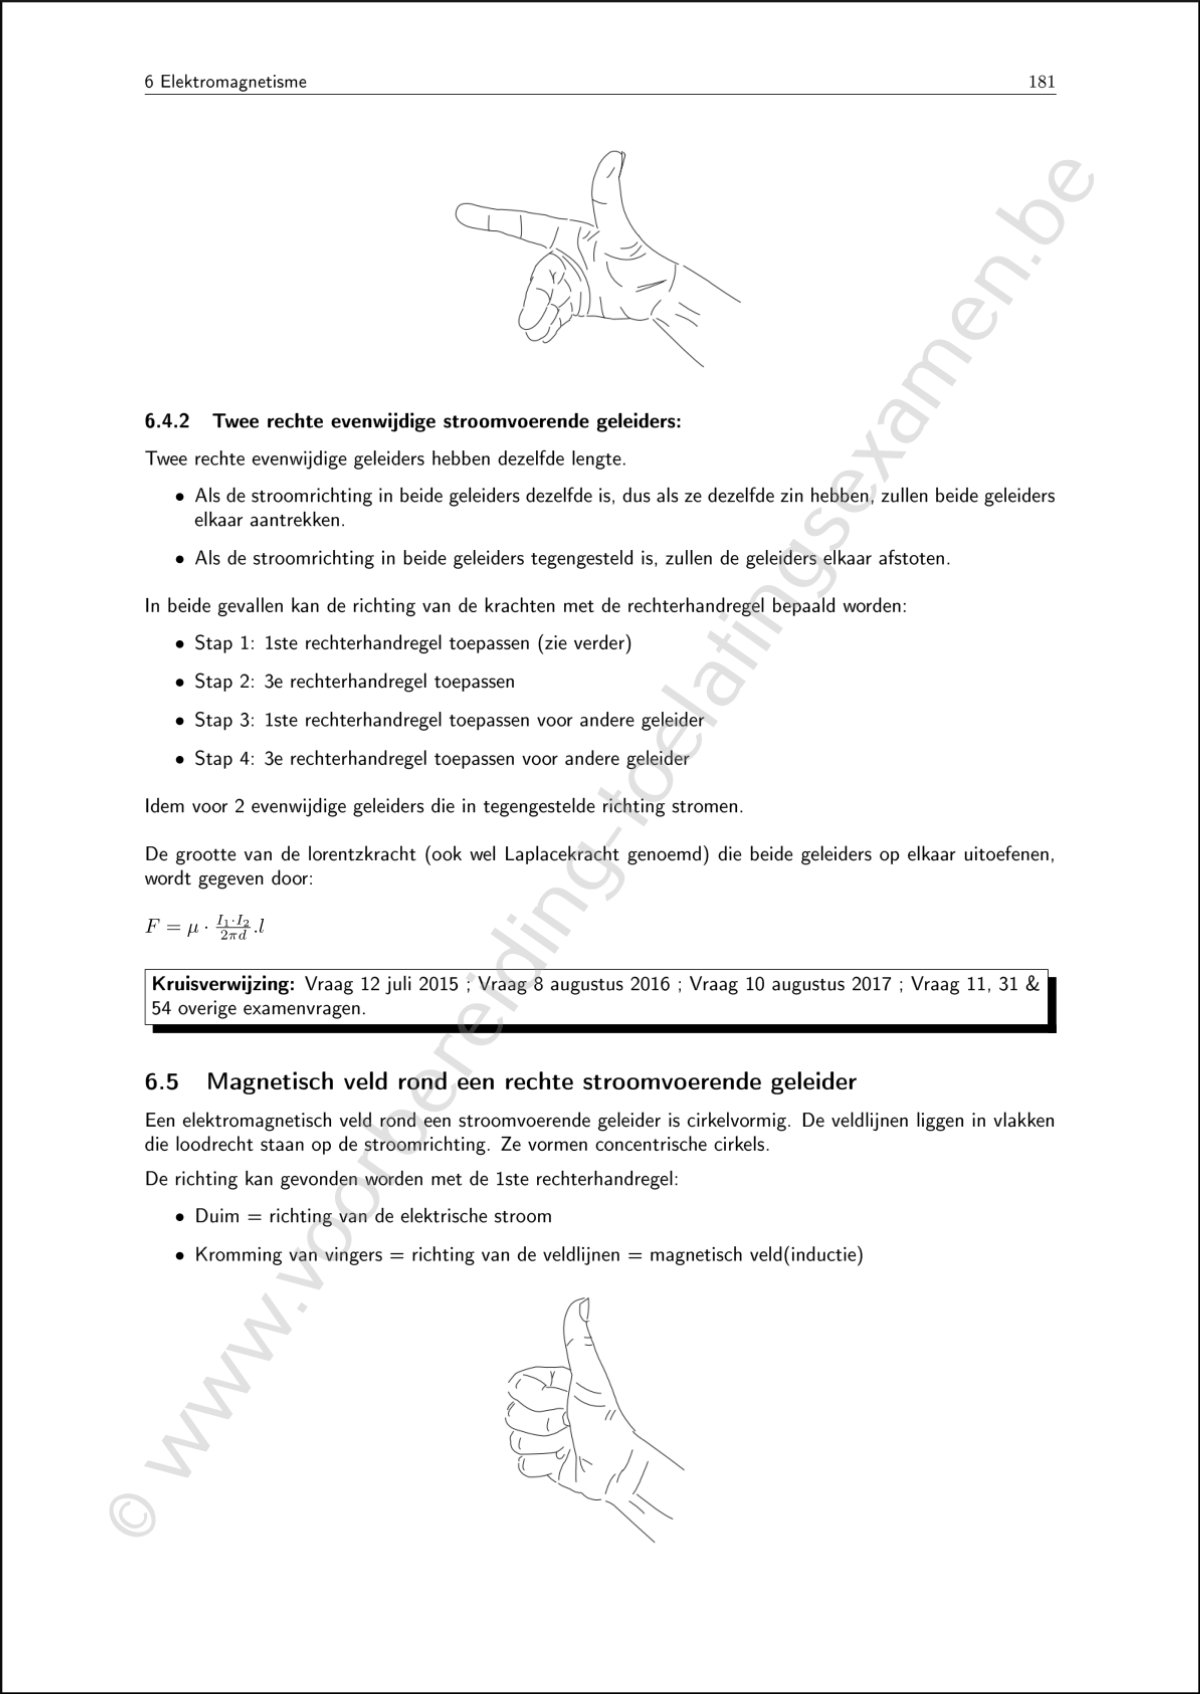 6 Elektromagnetisme 181
6.4.2 Twee rechte evenwijdige stroomvoerende geleiders:
Twee rechte evenwijdige geleiders hebben dezelfde lengte.
• Als de stroomrichting in beide geleiders dezelfde is, dus als ze dezelfde zin hebben, zullen beide geleiders
elkaar aantrekken.
• Als de stroomrichting in beide geleiders tegengesteld is, zullen de geleiders elkaar afstoten.
In beide gevallen kan de richting van de krachten met de rechterhandregel bepaald worden:
• Stap 1: 1ste rechterhandregel toepassen (zie verder)
• Stap 2: 3e rechterhandregel toepassen
• Stap 3: 1ste rechterhandregel toepassen voor andere geleider
• Stap 4: 3e rechterhandregel toepassen voor andere geleider
Idem voor 2 evenwijdige geleiders die in tegengestelde richting stromen.
De grootte van de lorentzkracht (ook wel Laplacekracht genoemd) die beide geleiders op elkaar uitoefenen,
wordt gegeven door:
F = μ · \frac{I_1 \cdot I_2}{2πd} .l
Kruisverwijzing: Vraag 12 juli 2015 ; Vraag 8 augustus 2016 ; Vraag 10 augustus 2017 ; Vraag 11, 31 &
54 overige examenvragen.
6.5 Magnetisch veld rond een rechte stroomvoerende geleider
Een elektromagnetisch veld rond een stroomvoerende geleider is cirkelvormig. De veldlijnen liggen in vlakken
die loodrecht staan op de stroomrichting. Ze vormen concentrische cirkels.
De richting kan gevonden worden met de 1ste rechterhandregel:
• Duim = richting van de elektrische stroom
• Kromming van vingers = richting van de veldlijnen = magnetisch veld(inductie)
© www.voorbereiding-toelatingsexamen.be